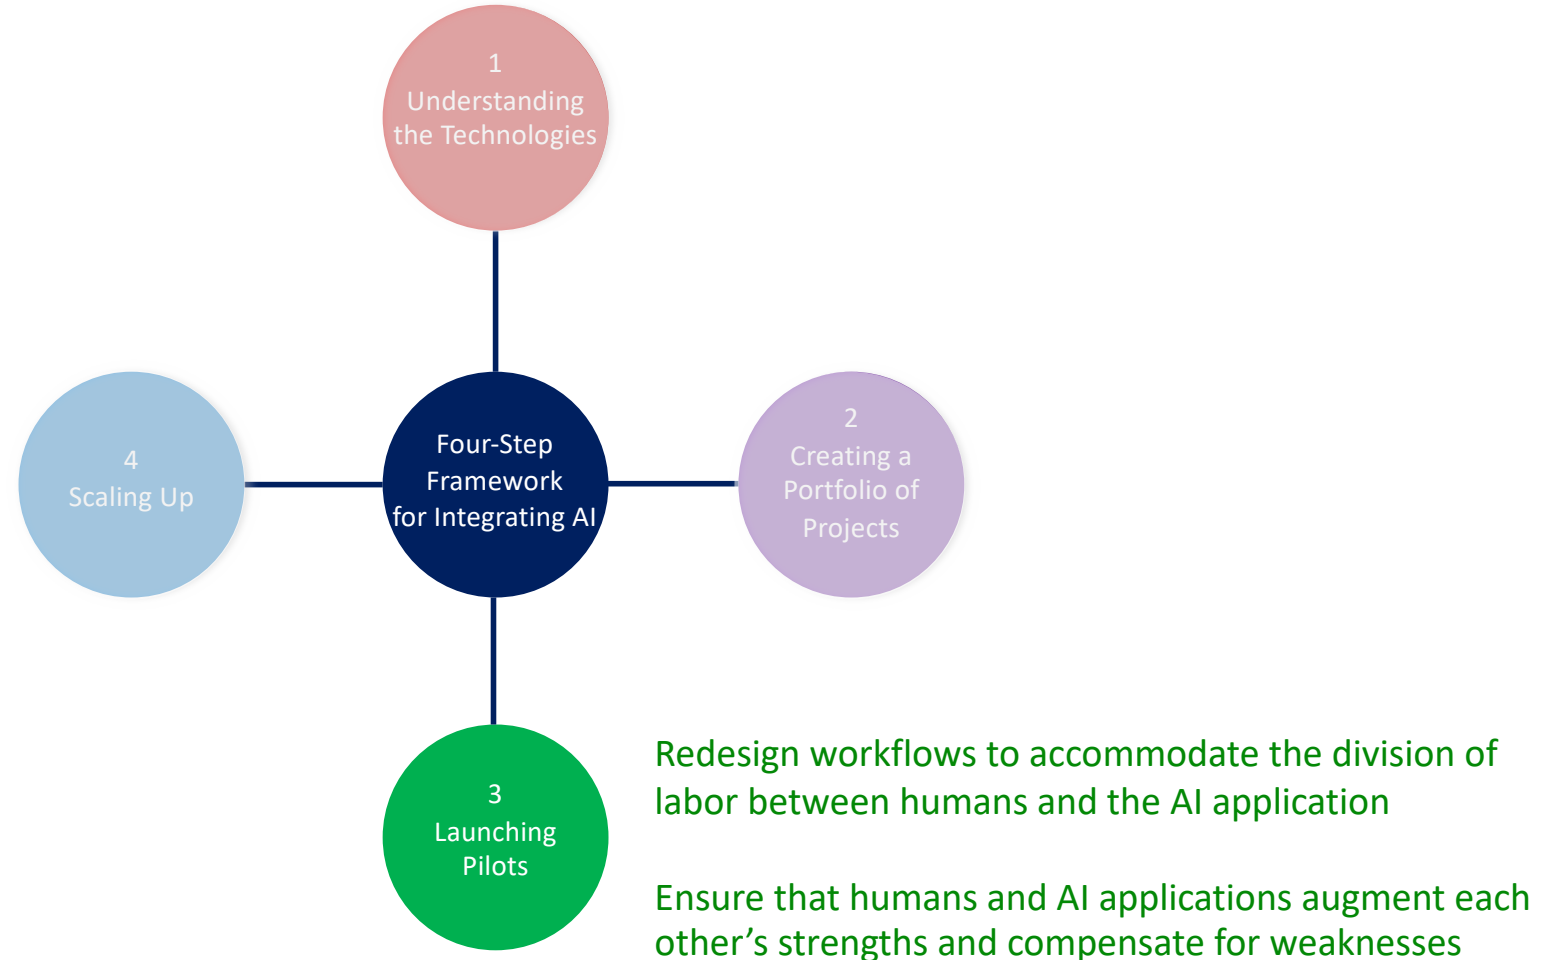 1
Understanding
the Technologies
4
Scaling Up
Four-Step
Framework
for Integrating AI
2
Creating a
Portfolio of
Projects
3
Launching
Pilots
Redesign workflows to accommodate the division of
labor between humans and the AI application
Ensure that humans and AI applications augment each
other’s strengths and compensate for weaknesses